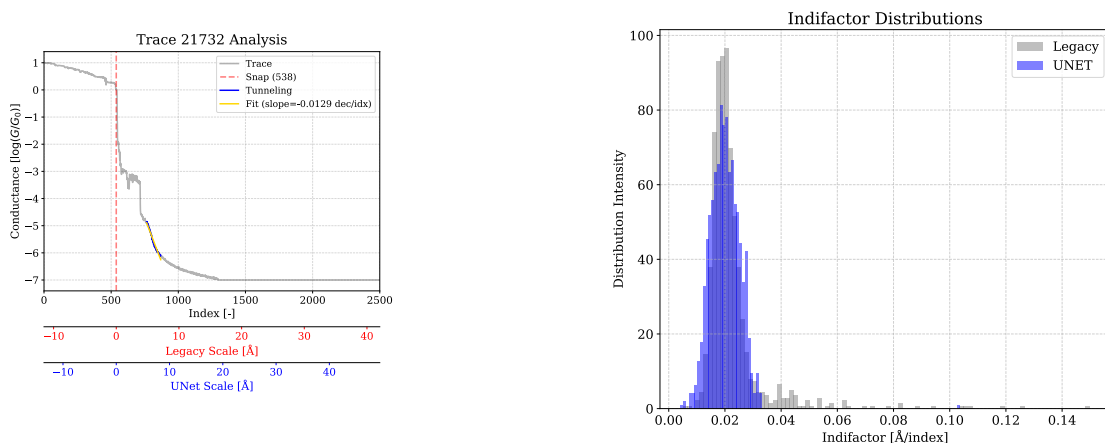 Trace 21732 Analysis
Conductance [log(G/G₀)]
1
0
−1
−2
−3
−4
−5
−6
−7
Trace
Snap (538)
Tunneling
Fit (slope=-0.0129 dec/idx)
0 500 1000 1500 2000 2500
Index [-]
−10 0 10 20 30 40
Legacy Scale [Å]
−10 0 10 20 30 40
UNet Scale [Å]
Indifactor Distributions
Distribution Intensity
100
80
60
40
20
0
Legacy
UNET
0.00 0.02 0.04 0.06 0.08 0.10 0.12 0.14
Indifactor [Å/index]